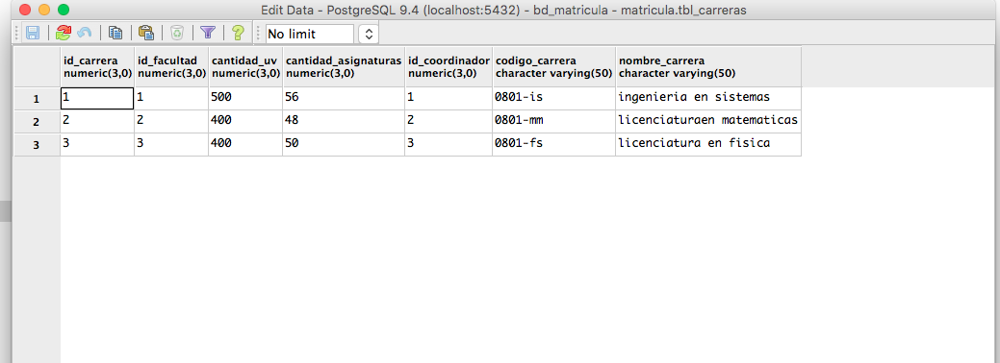 Edit Data - PostgreSQL 9.4 (localhost:5432) - bd_matricula - matricula.tbl_carreras
No limit
id_carrera id_facultad cantidad_uv cantidad_asignaturas id_coordinador codigo_carrera nombre_carrera
numeric(3,0) numeric(3,0) numeric(3,0) numeric(3,0) numeric(3,0) character varying(50) character varying(50)
1 1 1 500 56 1 0801-is ingenieria en sistemas
2 2 2 400 48 2 0801-mm licenciaturaen matematicas
3 3 3 400 50 3 0801-fs licenciatura en fisica